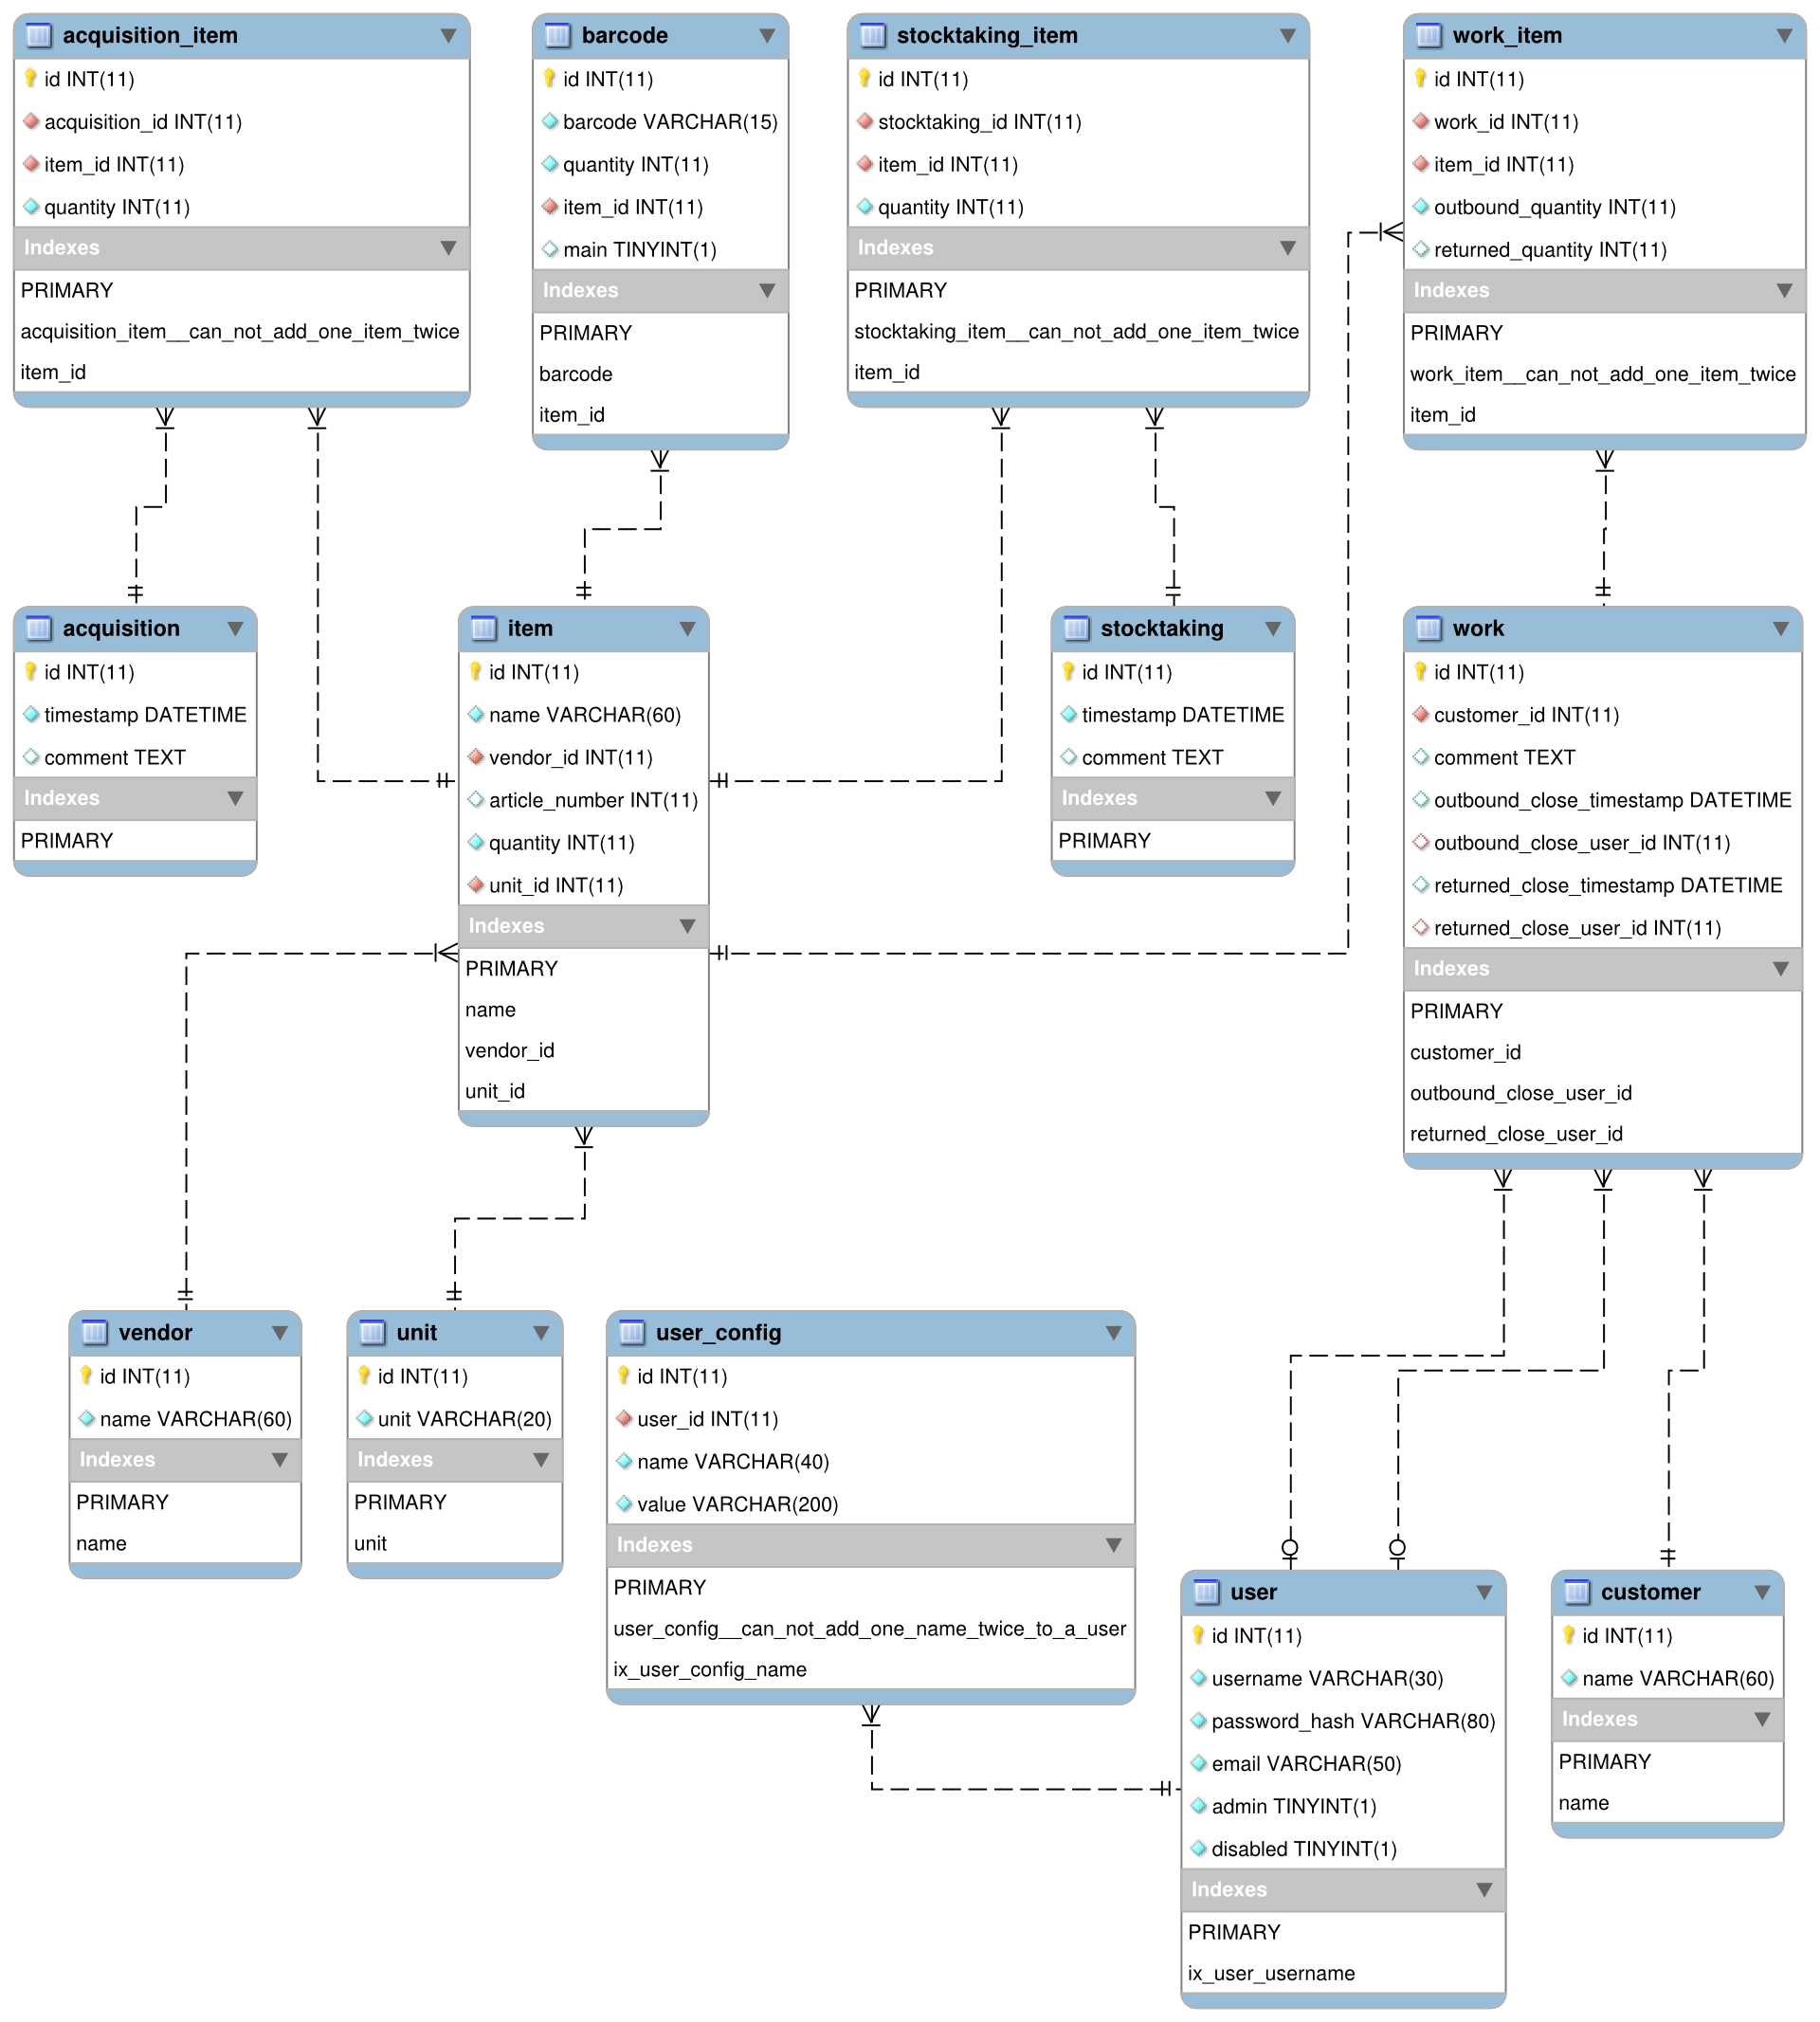 acquisition_item
id INT(11)
acquisition_id INT(11)
item_id INT(11)
quantity INT(11)
Indexes
PRIMARY
acquisition_item__can_not_add_one_item_twice
item_id
barcode
id INT(11)
barcode VARCHAR(15)
quantity INT(11)
item_id INT(11)
main TINYINT(1)
Indexes
PRIMARY
barcode
item_id
stocktaking_item
id INT(11)
stocktaking_id INT(11)
item_id INT(11)
quantity INT(11)
Indexes
PRIMARY
stocktaking_item__can_not_add_one_item_twice
item_id
work_item
id INT(11)
work_id INT(11)
item_id INT(11)
outbound_quantity INT(11)
returned_quantity INT(11)
Indexes
PRIMARY
work_item__can_not_add_one_item_twice
item_id
acquisition
id INT(11)
timestamp DATETIME
comment TEXT
Indexes
PRIMARY
item
id INT(11)
name VARCHAR(60)
vendor_id INT(11)
article_number INT(11)
quantity INT(11)
unit_id INT(11)
Indexes
PRIMARY
name
vendor_id
unit_id
stocktaking
id INT(11)
timestamp DATETIME
comment TEXT
Indexes
PRIMARY
work
id INT(11)
customer_id INT(11)
comment TEXT
outbound_close_timestamp DATETIME
outbound_close_user_id INT(11)
returned_close_timestamp DATETIME
returned_close_user_id INT(11)
Indexes
PRIMARY
customer_id
outbound_close_user_id
returned_close_user_id
vendor
id INT(11)
name VARCHAR(60)
Indexes
PRIMARY
name
unit
id INT(11)
unit VARCHAR(20)
Indexes
PRIMARY
unit
user_config
id INT(11)
user_id INT(11)
name VARCHAR(40)
value VARCHAR(200)
Indexes
PRIMARY
user_config__can_not_add_one_name_twice_to_a_user
ix_user_config_name
user
id INT(11)
username VARCHAR(30)
password_hash VARCHAR(80)
email VARCHAR(50)
admin TINYINT(1)
disabled TINYINT(1)
Indexes
PRIMARY
ix_user_username
customer
id INT(11)
name VARCHAR(60)
Indexes
PRIMARY
name